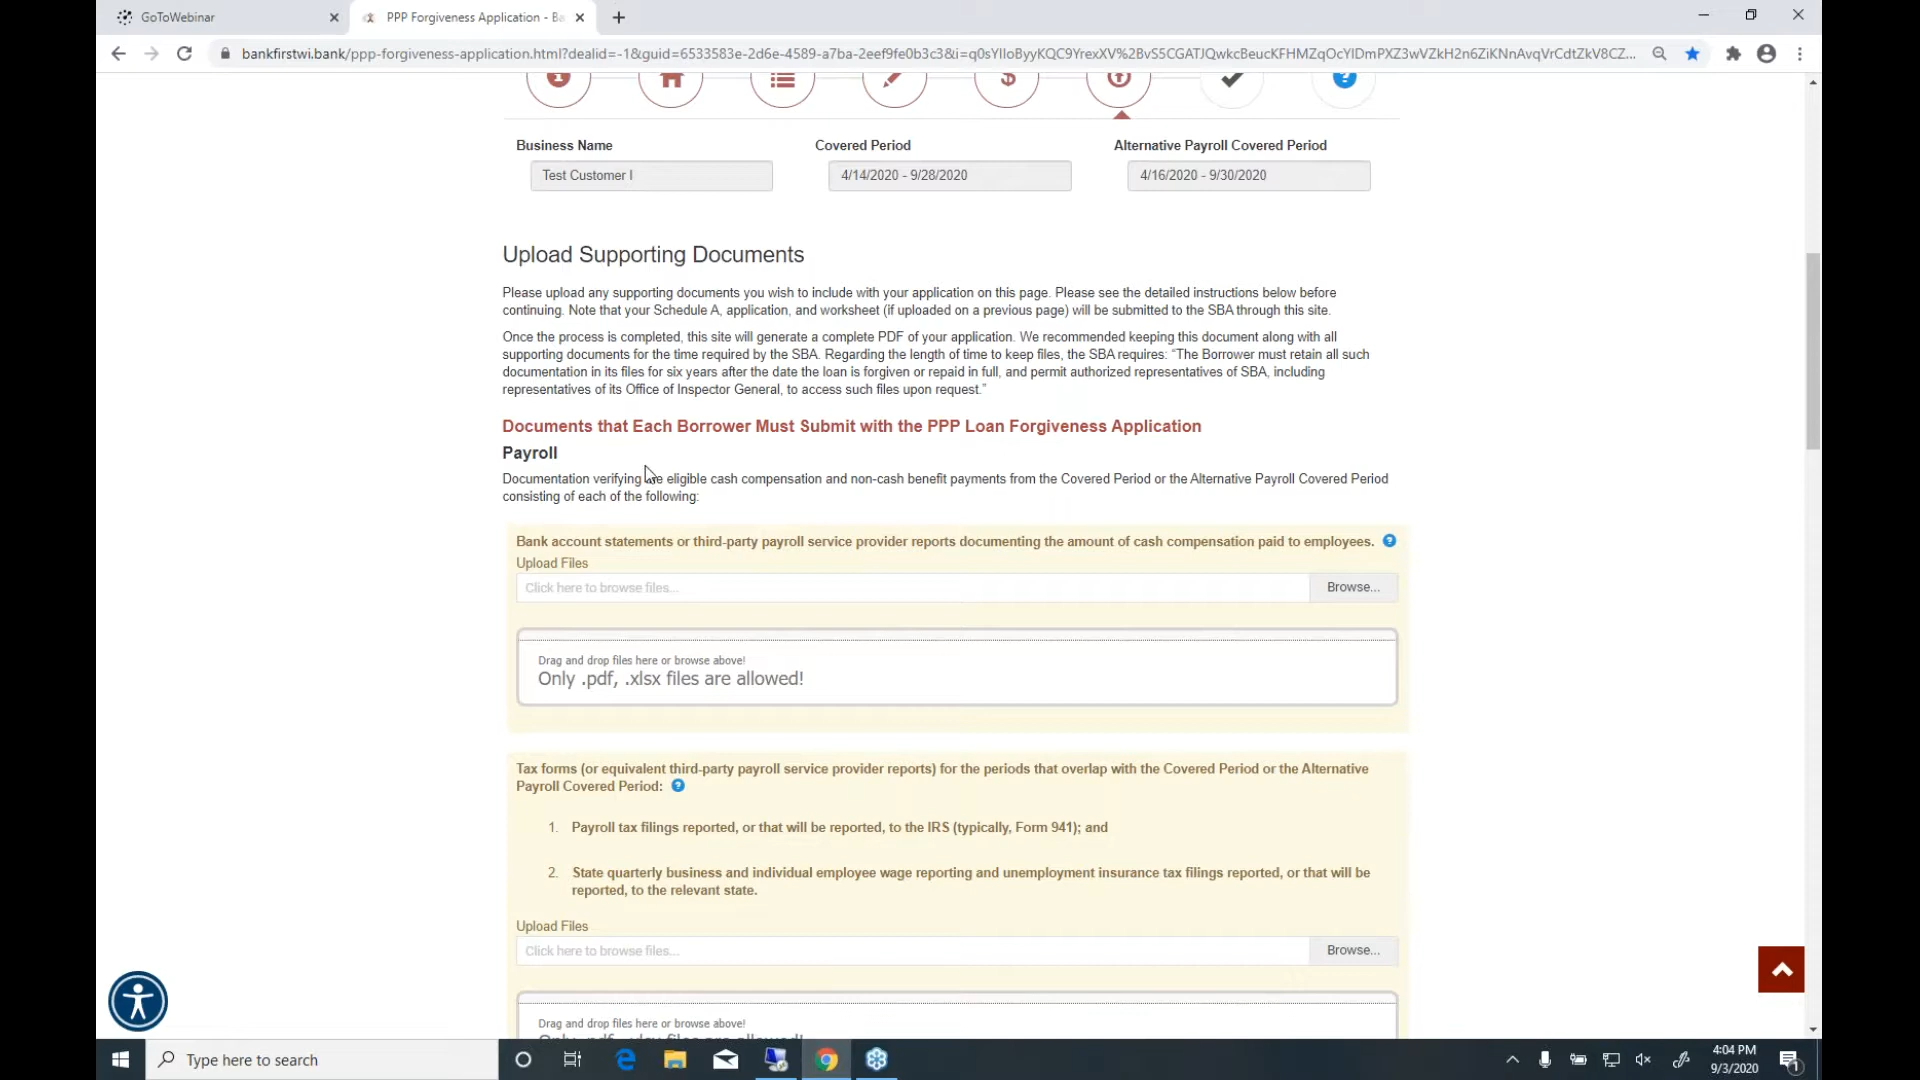 GoToWebinar
PPP Forgiveness Application - Ba
bankfirstwi.bank/ppp-forgiveness-application.html?dealid=-1&guid=6533583e-2d6e-4589-a7ba-2eef9fe0b3c3&i=
Business Name
Covered Period
Alternative Payroll Covered Period
Test Customer I
4/14/2020 - 9/28/2020
4/16/2020 - 9/30/2020
Upload Supporting Documents
Please upload any supporting documents you wish to include with your application on this page. Please see the detailed instructions below before
continuing. Note that your Schedule A, application, and worksheet (if uploaded on a previous page) will be submitted to the SBA through this site.
Once the process is completed, this site will generate a complete PDF of your application. We recommended keeping this document along with all
supporting documents for the time required by the SBA. Regarding the length of time to keep files, the SBA requires: “The Borrower must retain all such
documentation in its files for six years after the date the loan is forgiven or repaid in full, and permit authorized representatives of SBA, including
representatives of its Office of Inspector General, to access such files upon request.”
Documents that Each Borrower Must Submit with the PPP Loan Forgiveness Application
Payroll
Documentation verifying eligible cash compensation and non-cash benefit payments from the Covered Period or the Alternative Payroll Covered Period
consisting of each of the following:
Bank account statements or third-party payroll service provider reports documenting the amount of cash compensation paid to employees. ?
Upload Files
Click here to browse files...
Browse...
Drag and drop files here or browse above!
Only .pdf, .xlsx files are allowed!
Tax forms (or equivalent third-party payroll service provider reports) for the periods that overlap with the Covered Period or the Alternative
Payroll Covered Period: ?
1. Payroll tax filings reported, or that will be reported, to the IRS (typically, Form 941); and
2. State quarterly business and individual employee wage reporting and unemployment insurance tax filings reported, or that will be
reported, to the relevant state.
Upload Files
Click here to browse files...
Browse...
Drag and drop files here or browse above!
Only .pdf, .xlsx files are allowed!
Type here to search
4:04 PM
9/3/2020
1